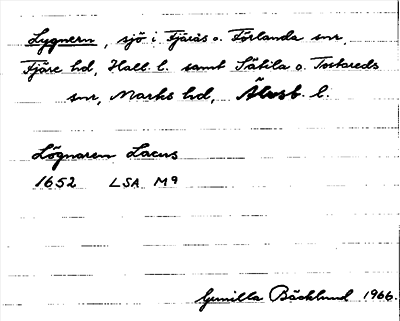 Lygnern, sjö i Fjärås o. Förlanda snr,
Fjäre hd, Hall. l. samt Sätila o. Tostareds
snr, Marks hd, Älvsb. l.
Lögnaren Lacus
1652 LSA M9
Gunilla Bäcklund 1966.